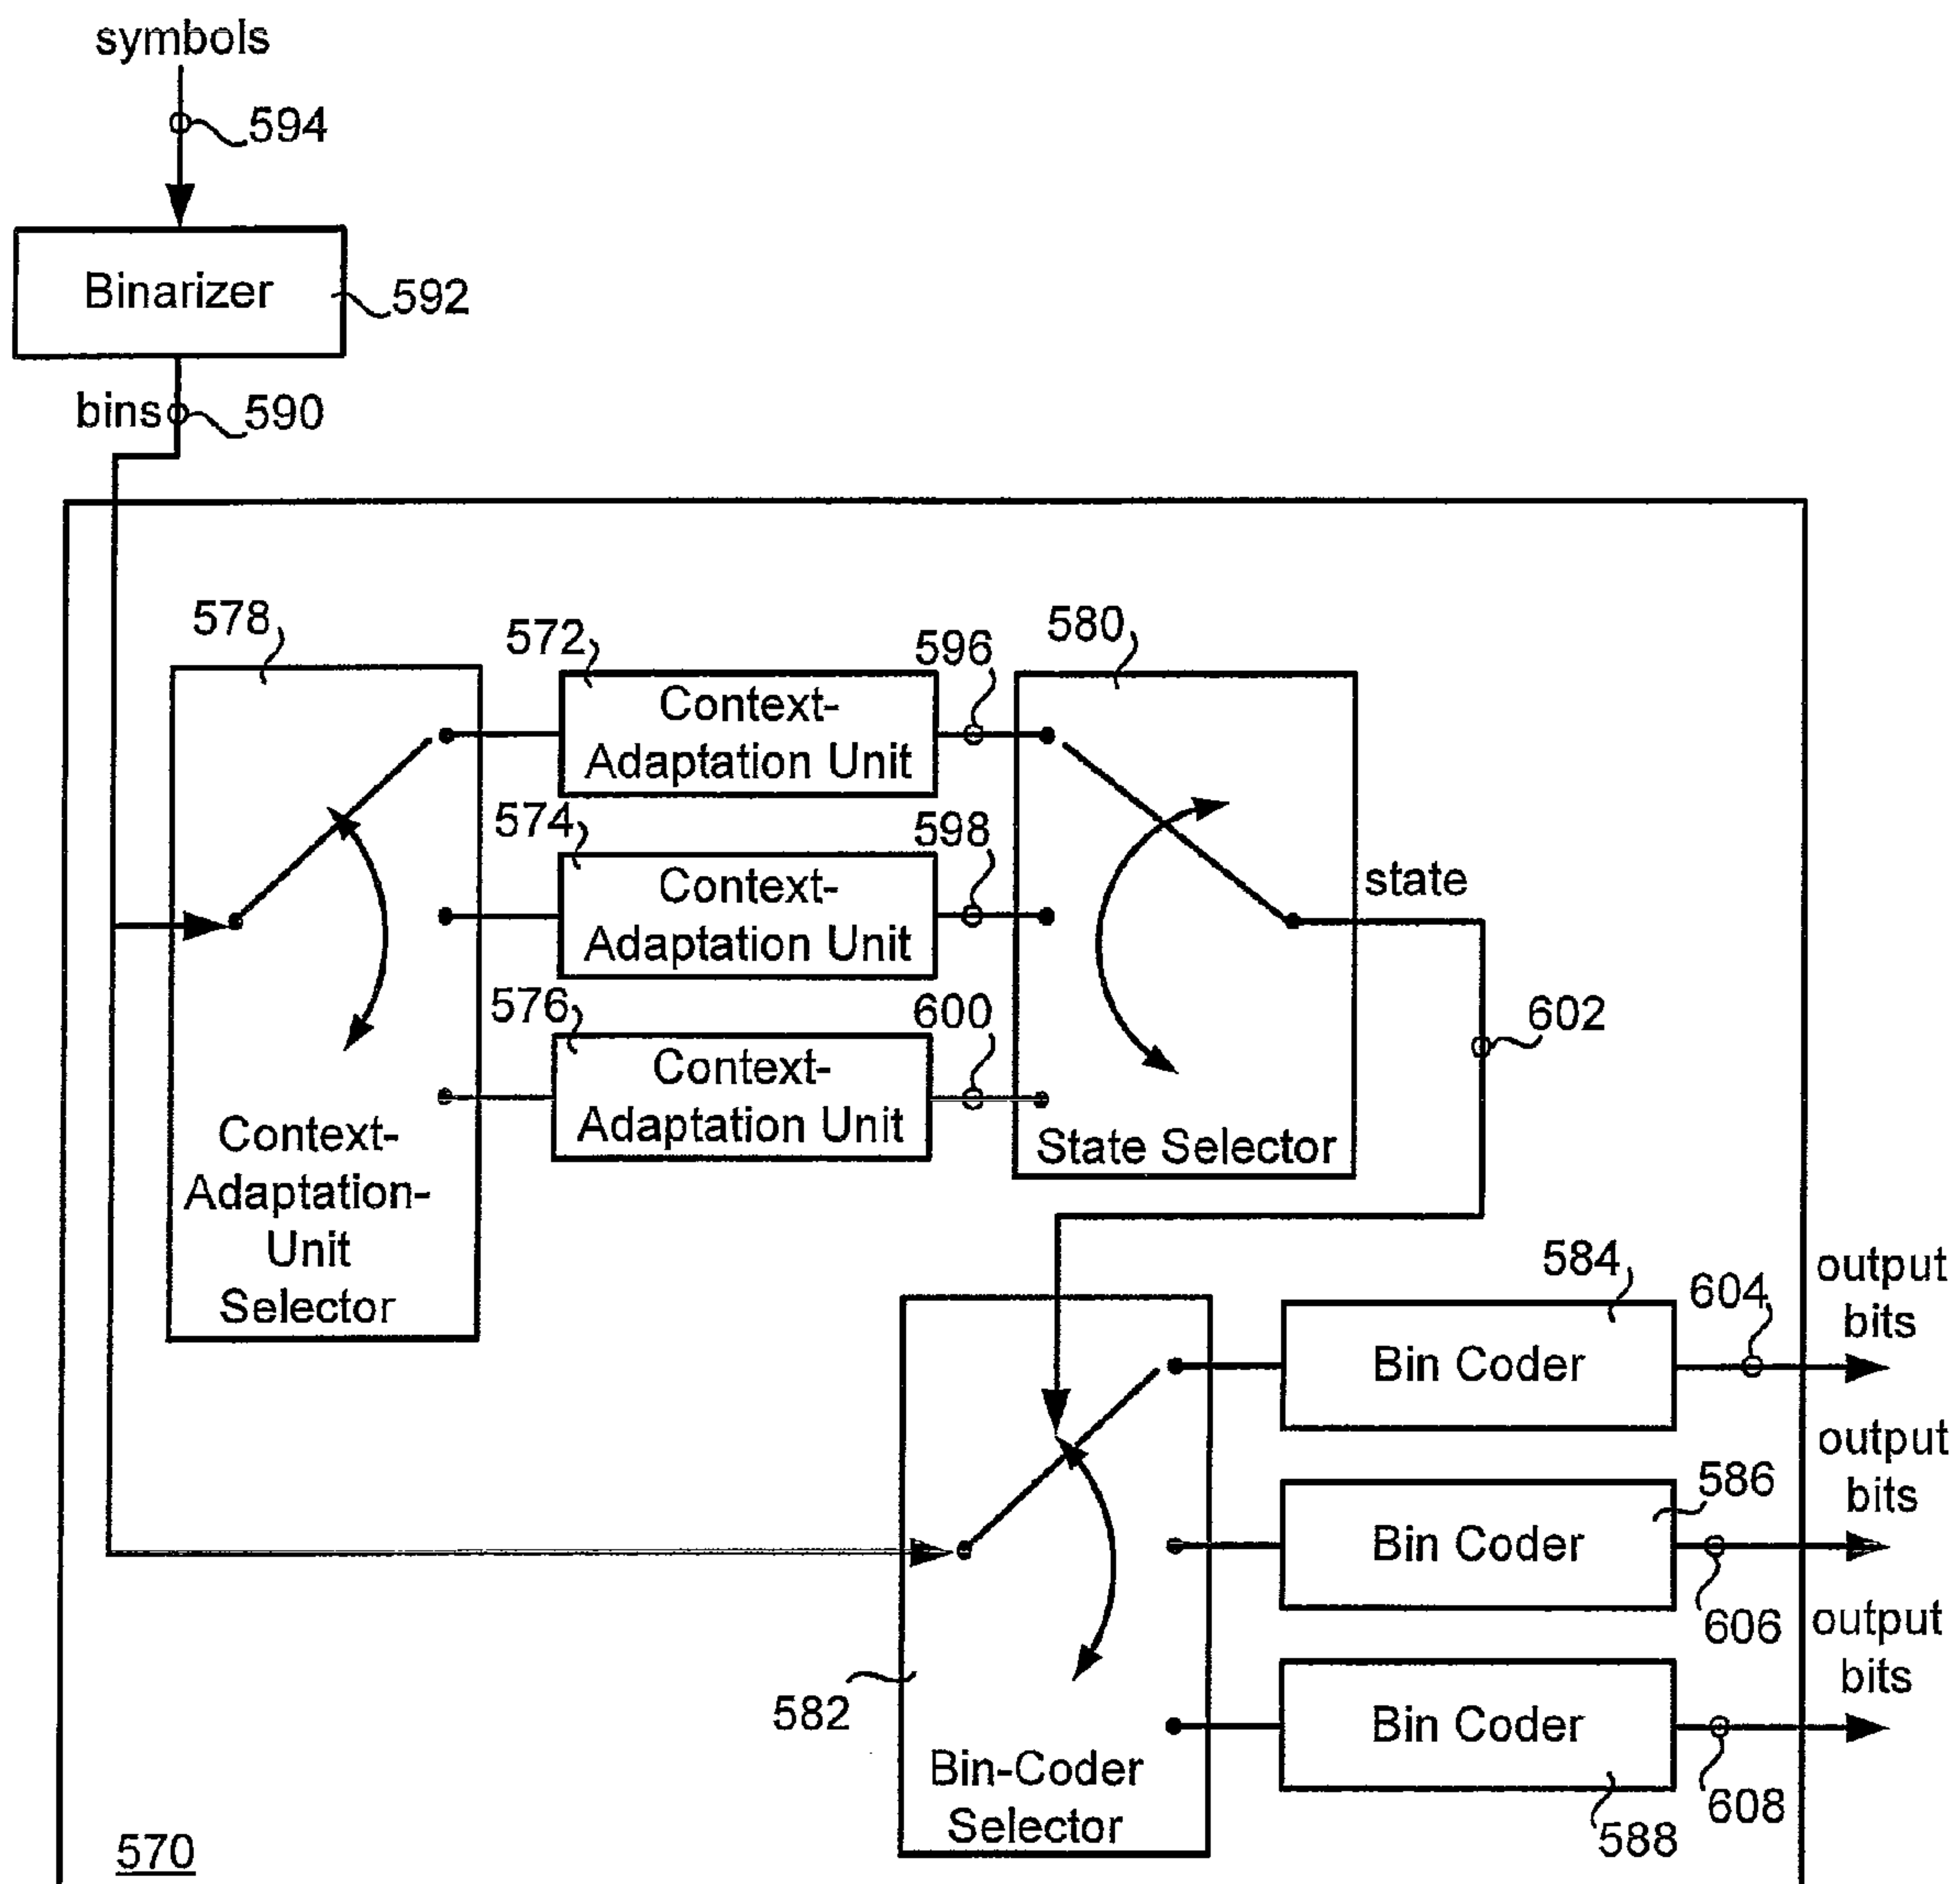 symbols
594
Binarizer
592
bins
590
578
572
596
580
Context-
Adaptation Unit
574
598
Context-
Adaptation Unit
state
576
600
602
Context-
Adaptation Unit
Context-
Adaptation-
Unit
Selector
State Selector
584
604
output
bits
Bin Coder
586
output
bits
Bin Coder
606
output
bits
582
Bin Coder
Bin-Coder
Selector
608
588
570